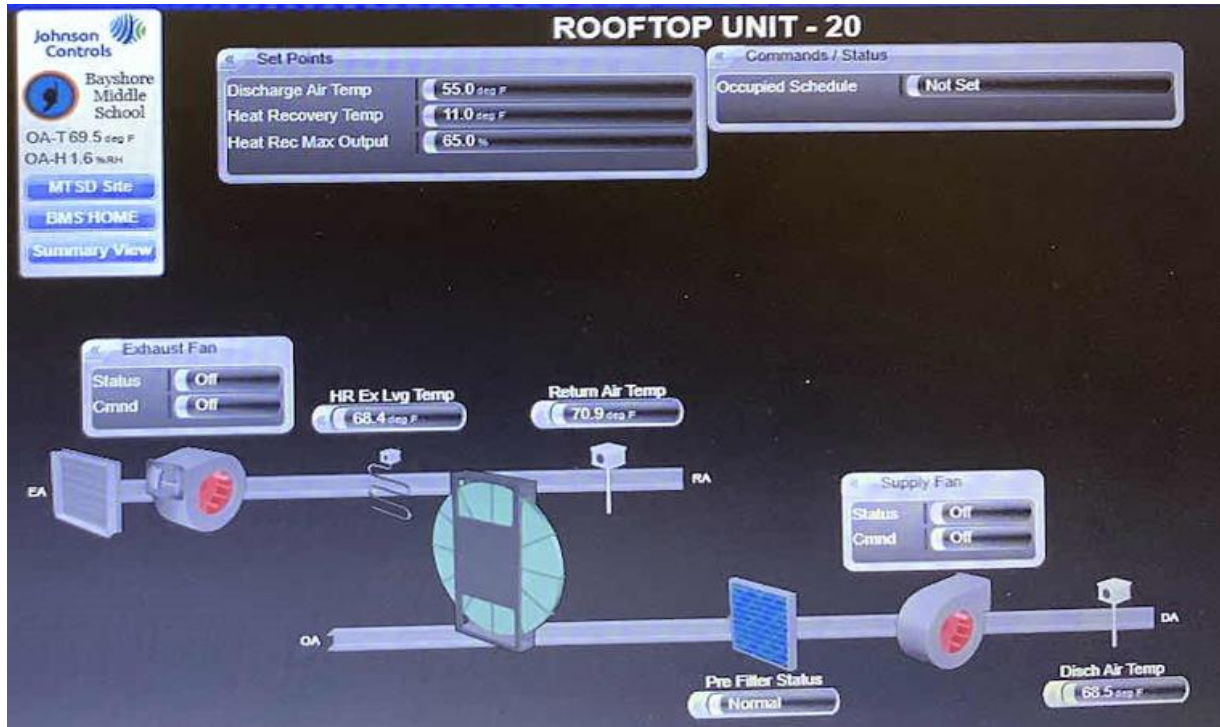 ROOFTOP UNIT - 20
Johnson
Controls
Bayshore
Middle
School
OA-T 69.5 deg F
OA-H 1.6 %RH
MTSD Site
BMS HOME
Summary View
Set Points
Discharge Air Temp 55.0 deg F
Heat Recovery Temp 11.0 deg F
Heat Rec Max Output 65.0 %
Commands / Status
Occupied Schedule Not Set
Exhaust Fan
Status Off
Cmnd Off
HR Ex Lvg Temp
68.4 deg F
Return Air Temp
70.9 deg F
EA
RA
Supply Fan
Status Off
Cmnd Off
OA
DA
Pre Filter Status
Normal
Disch Air Temp
68.5 deg F